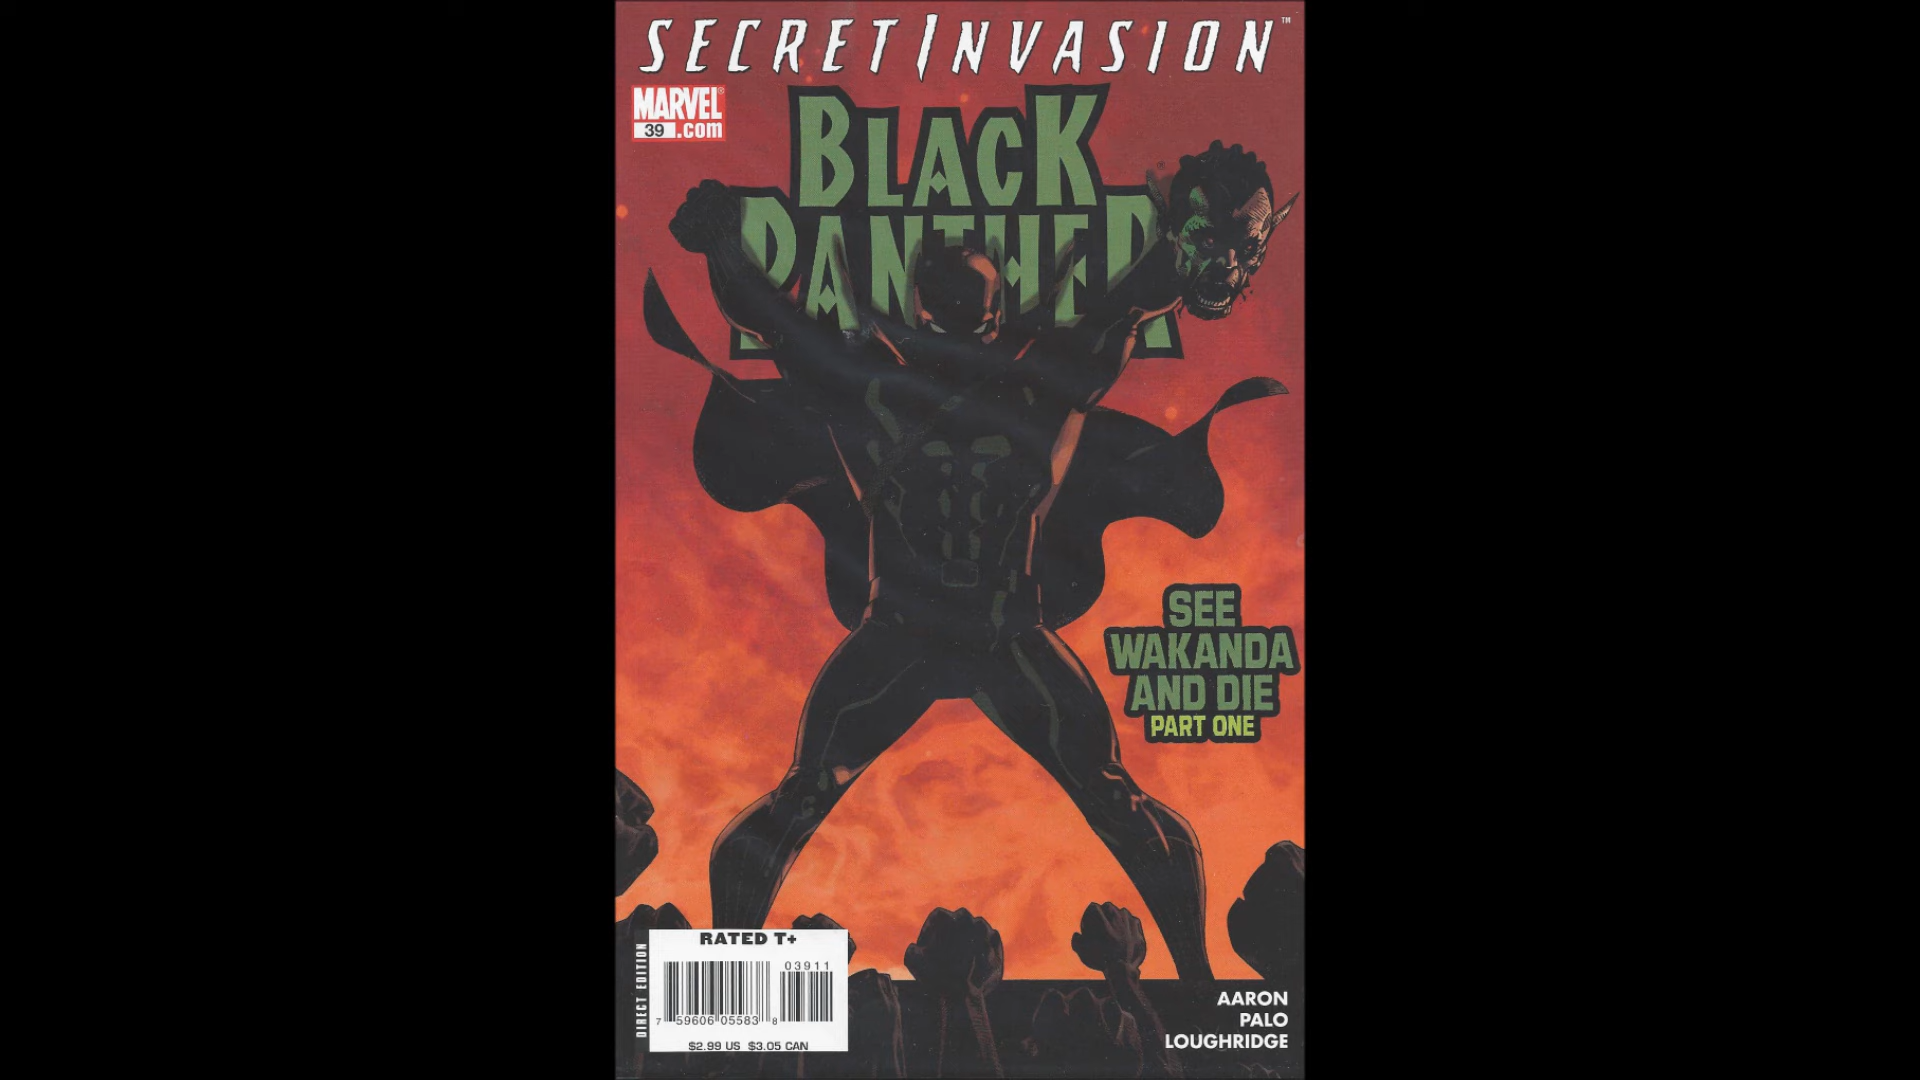 SECRET INVASION™
MARVEL®
39 .com
BLACK
PANTHER
SEE
WAKANDA
AND DIE
PART ONE
RATED T+
DIRECT EDITION
03911
7 59606 05583 8
$2.99 US $3.05 CAN
AARON
PALO
LOUGHRIDGE